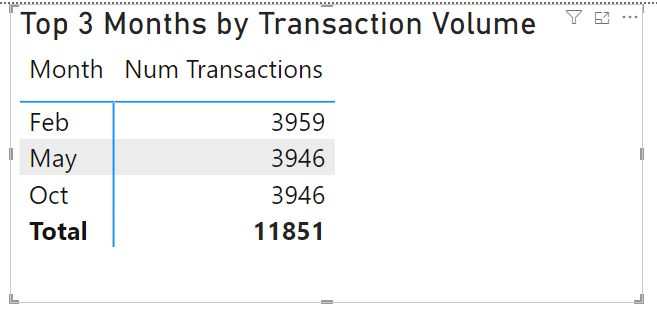 Top 3 Months by Transaction Volume
Month Num Transactions
Feb 3959
May 3946
Oct 3946
Total 11851